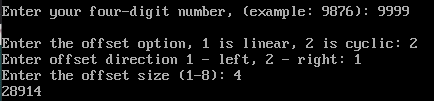 Enter your four-digit number, (example: 9876): 9999
Enter the offset option, 1 is linear, 2 is cyclic: 2
Enter offset direction 1 - left, 2 - right: 1
Enter the offset size (1-8): 4
28914